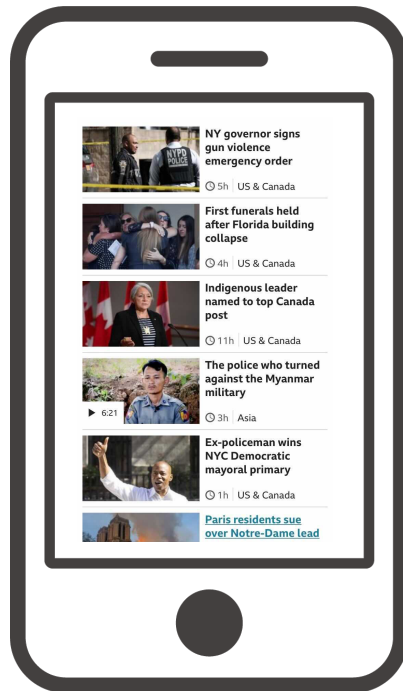 NYPD
POLICE
NY governor signs
gun violence
emergency order
5h US & Canada
First funerals held
after Florida building
collapse
4h US & Canada
Indigenous leader
named to top Canada
post
11h US & Canada
The police who turned
against the Myanmar
military
6:21
3h Asia
Ex-policeman wins
NYC Democratic
mayoral primary
1h US & Canada
Paris residents sue
over Notre-Dame lead